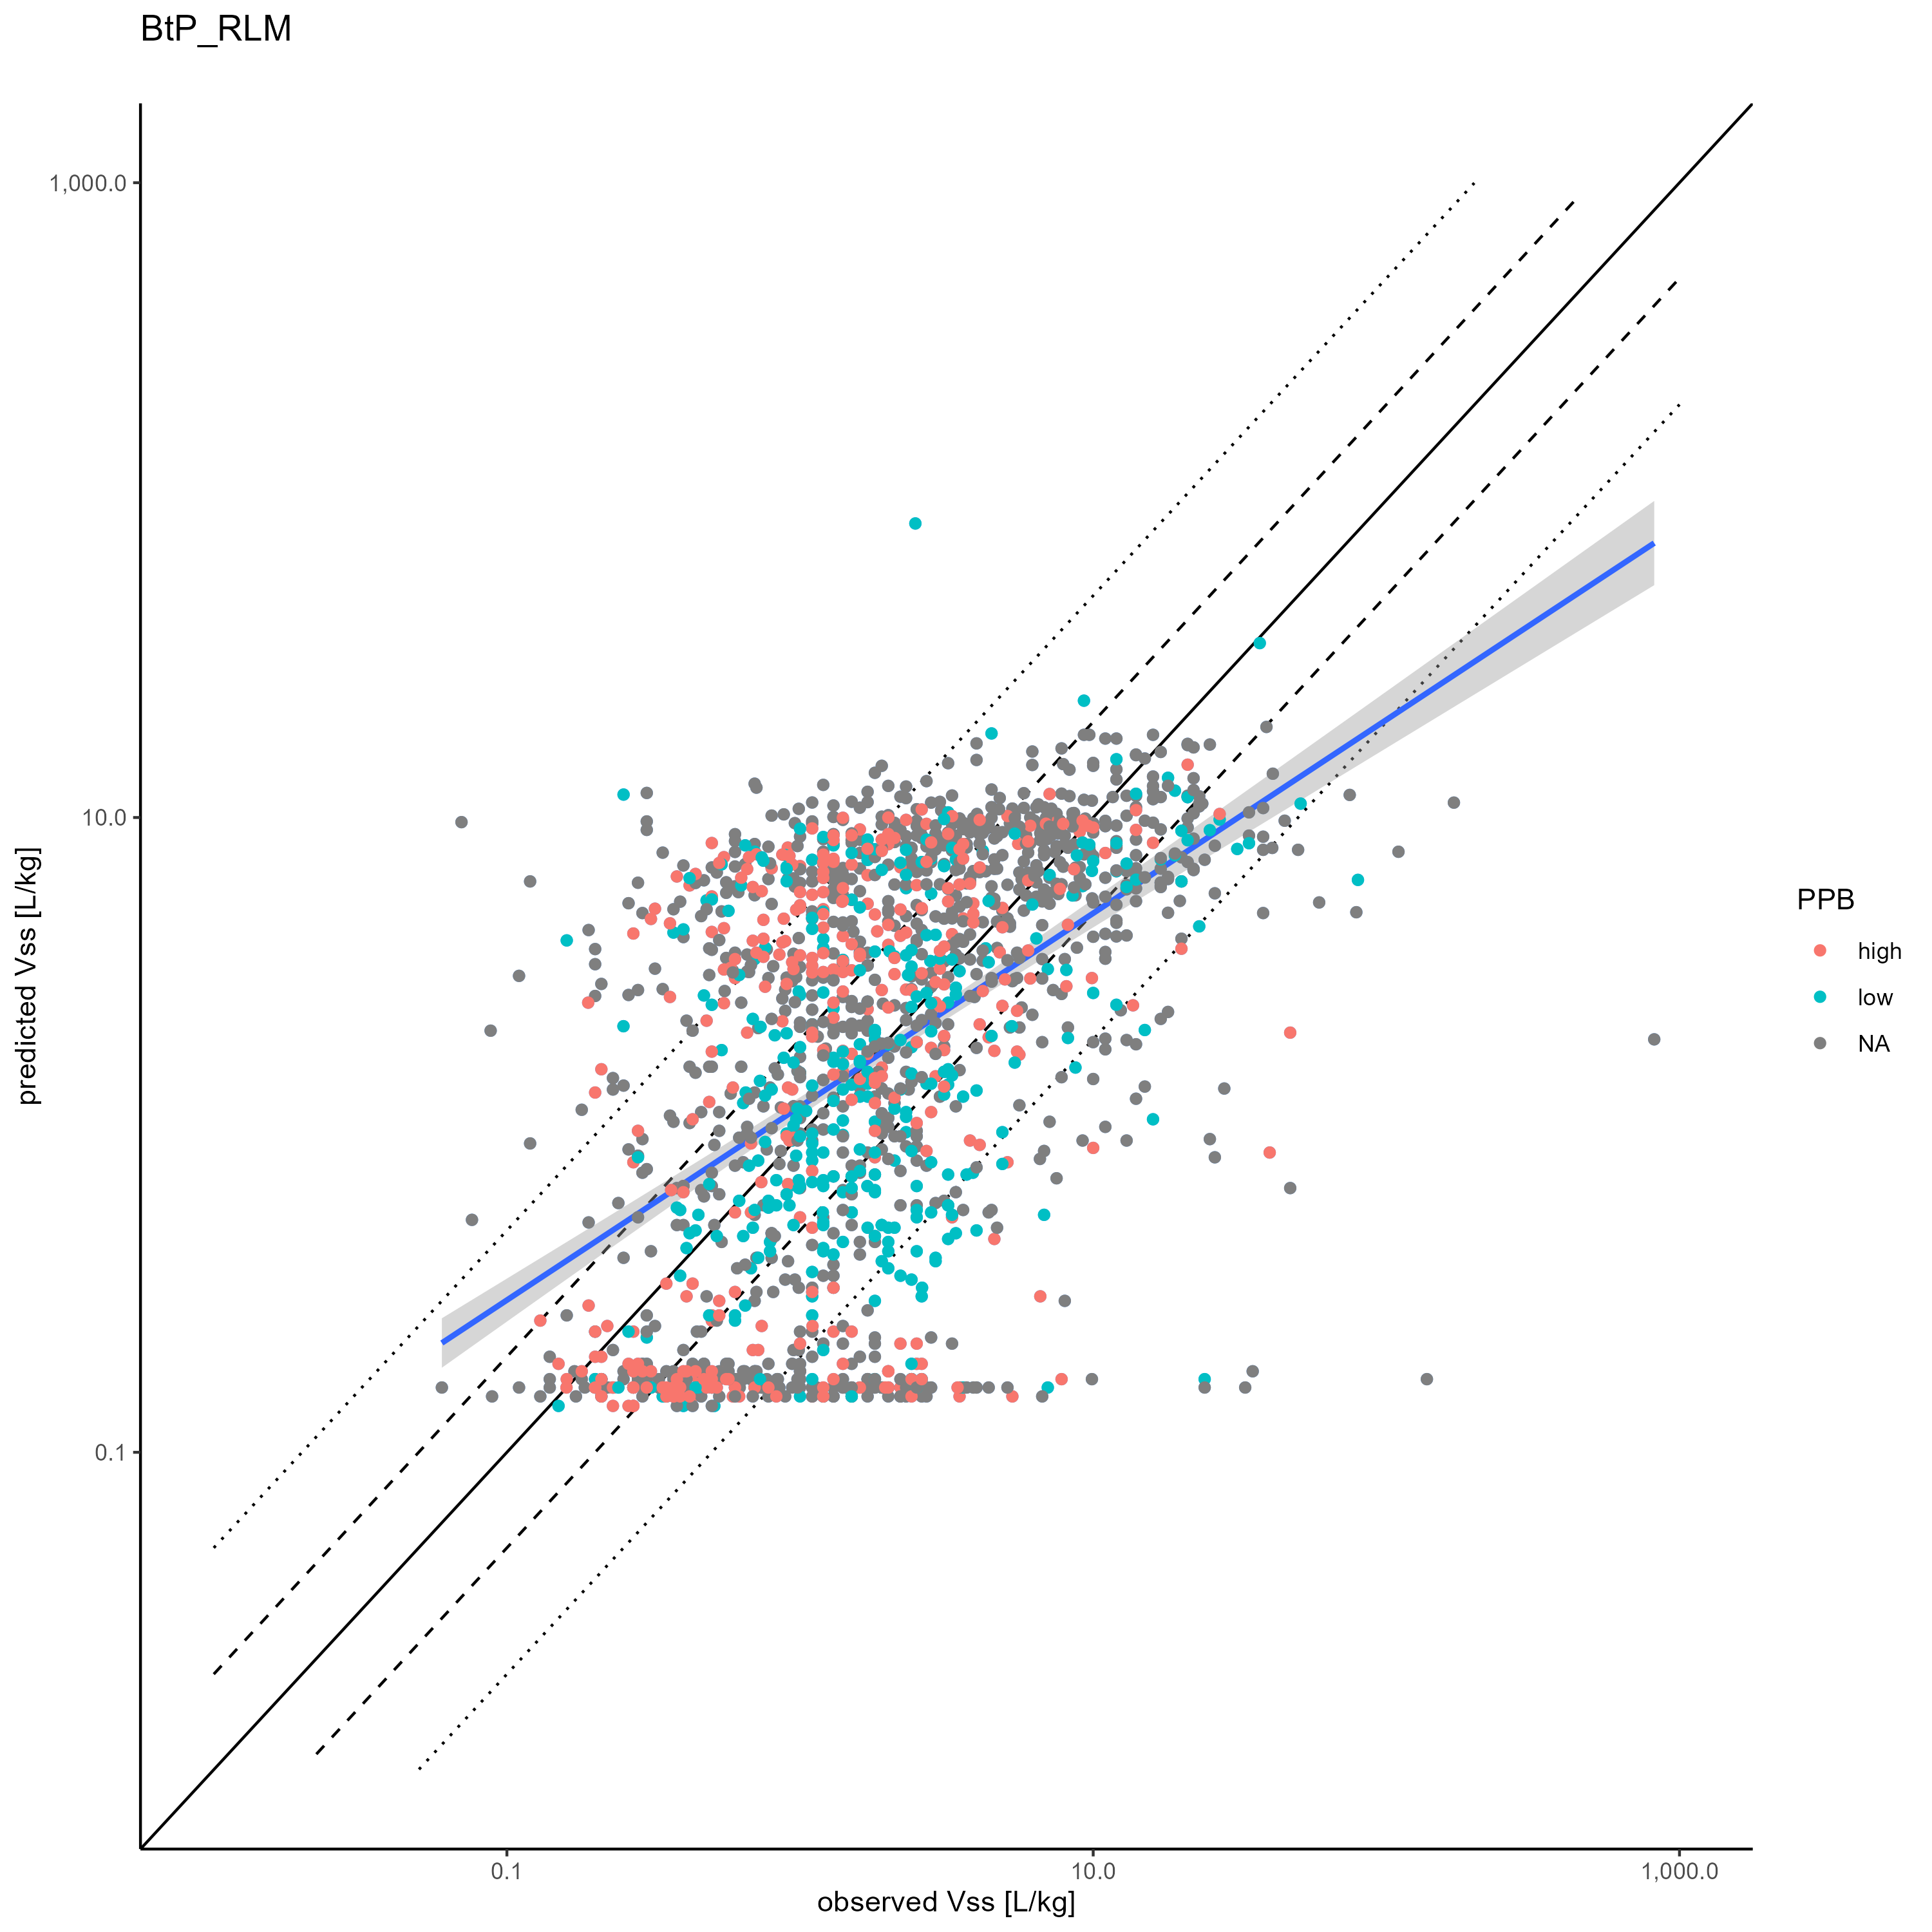 BtP_RLM
1,000.0
10.0
0.1
predicted Vss [L/kg]
0.1
10.0
1,000.0
observed Vss [L/kg]
PPB
high
low
NA